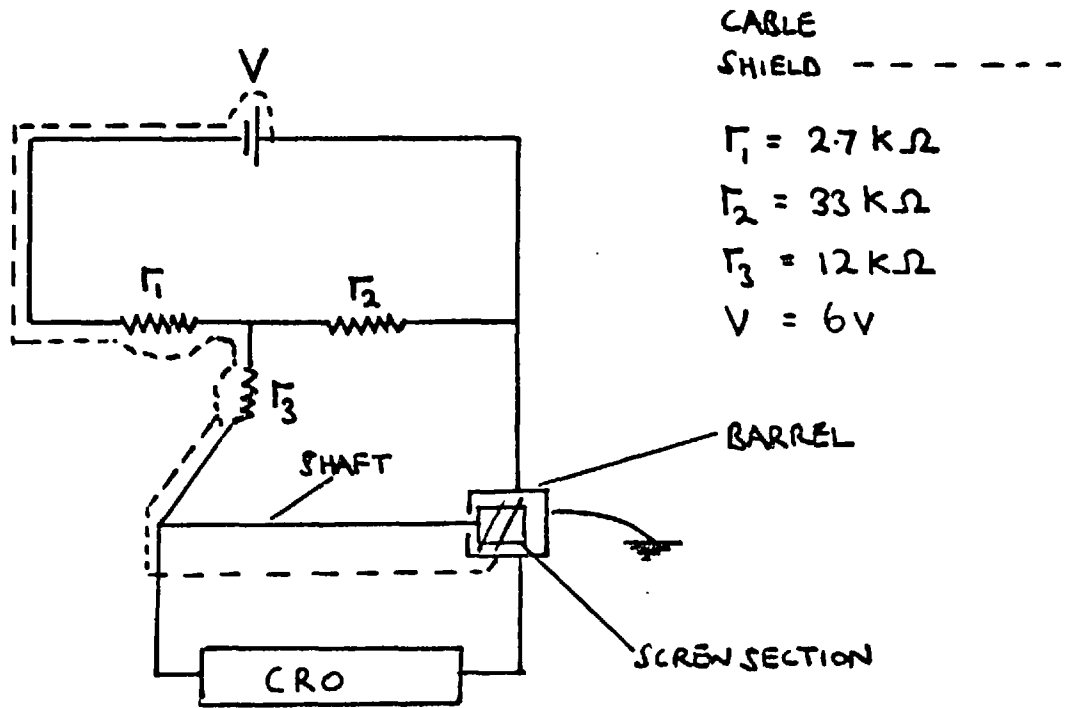 CABLE
SHIELD
V
r₁ = 2.7 kΩ
r₂ = 33 kΩ
r₃ = 12 kΩ
V = 6v
r₁
r₂
r₃
BARREL
SHAFT
SCREW SECTION
CRO